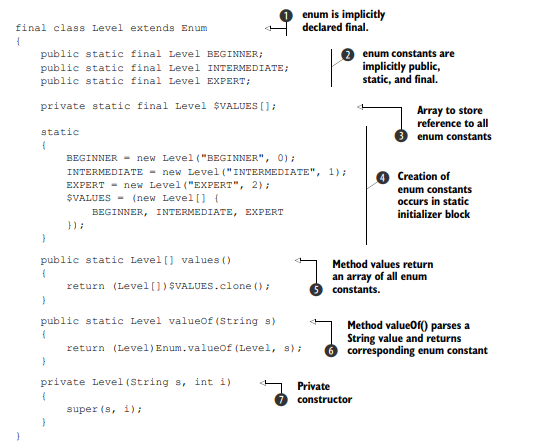 final class Level extends Enum
{
public static final Level BEGINNER;
public static final Level INTERMEDIATE;
public static final Level EXPERT;
private static final Level $VALUES[];
static
{
BEGINNER = new Level("BEGINNER", 0);
INTERMEDIATE = new Level("INTERMEDIATE", 1);
EXPERT = new Level("EXPERT", 2);
$VALUES = (new Level[] {
BEGINNER, INTERMEDIATE, EXPERT
});
}
public static Level[] values()
{
return (Level[])$VALUES.clone();
}
public static Level valueOf(String s)
{
return (Level)Enum.valueOf(Level, s);
}
private Level(String s, int i)
{
super(s, i);
}
}
1 enum is implicitly
declared final.
2 enum constants are
implicitly public,
static, and final.
Array to store
reference to all
3 enum constants
4 Creation of
enum constants
occurs in static
initializer block
Method values return
an array of all enum
5 constants.
Method valueOf() parses a
String value and returns
6 corresponding enum constant
Private
7 constructor